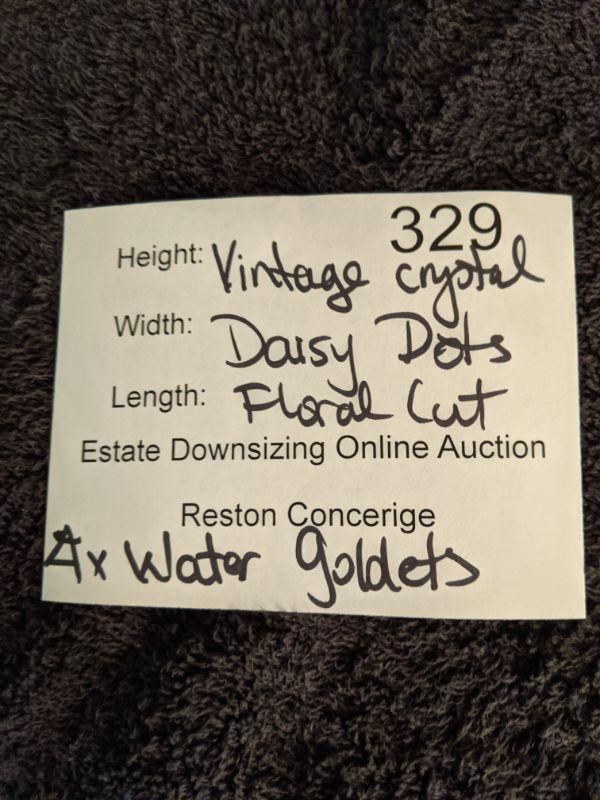 329
Height: Vintage crystal
Width: Daisy Dots
Length: Floral Cut
Estate Downsizing Online Auction
Reston Concerige
4x Water goldets